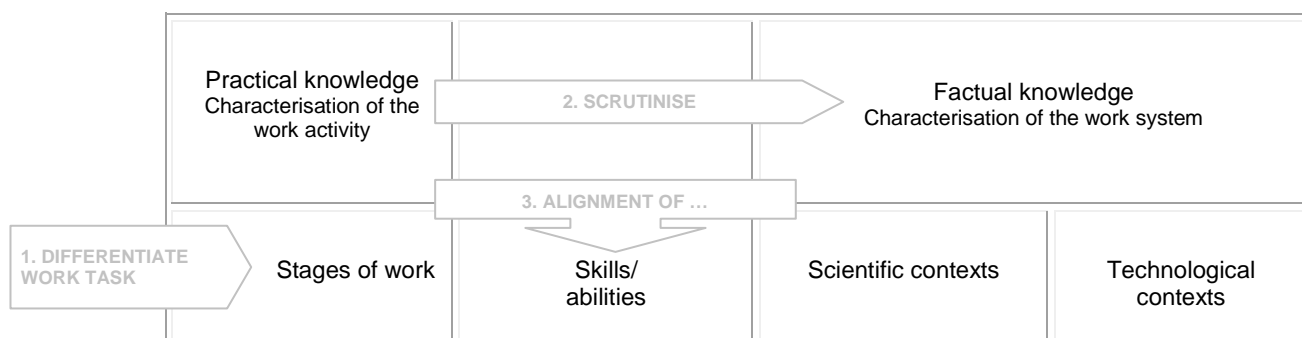 Practical knowledge
Characterisation of the
work activity
2. SCRUTINISE
Factual knowledge
Characterisation of the work system
3. ALIGNMENT OF …
1. DIFFERENTIATE
WORK TASK
Stages of work
Skills/
abilities
Scientific contexts
Technological
contexts